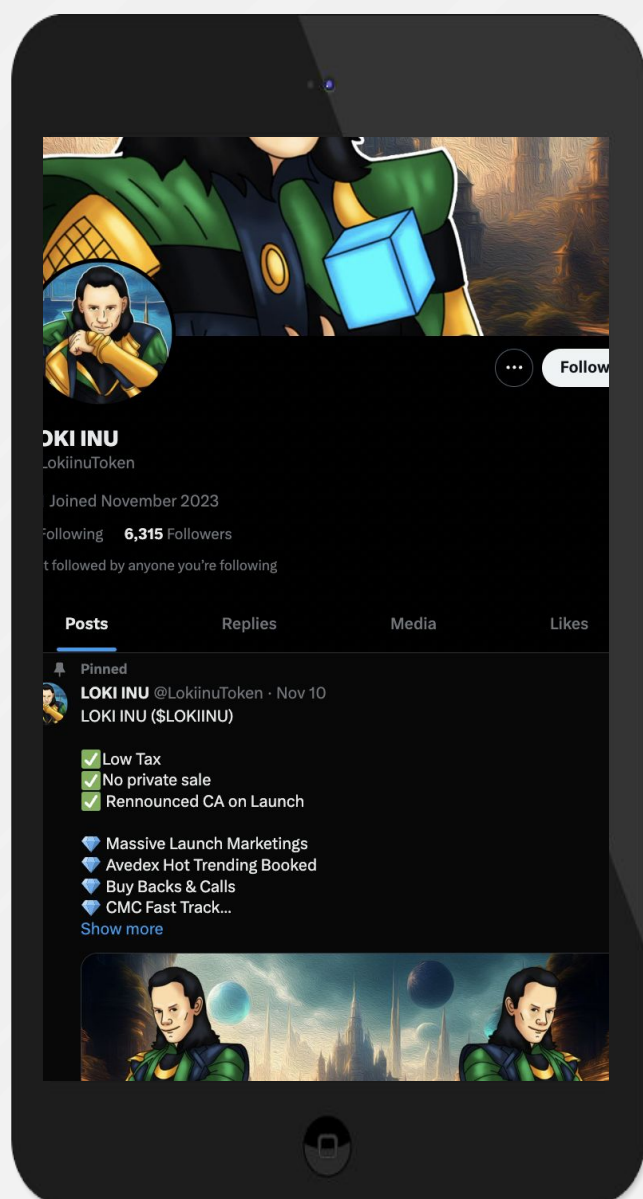 OKI INU
LokiinuToken
Joined November 2023
Following 6,315 Followers
t followed by anyone you're following
Posts Replies Media Likes
Pinned
LOKI INU @LokiinuToken · Nov 10
LOKI INU ($LOKIINU)
✅Low Tax
✅No private sale
✅ Rennounced CA on Launch
💎 Massive Launch Marketings
💎 Avedex Hot Trending Booked
💎 Buy Backs & Calls
💎 CMC Fast Track...
Show more
••• Follow